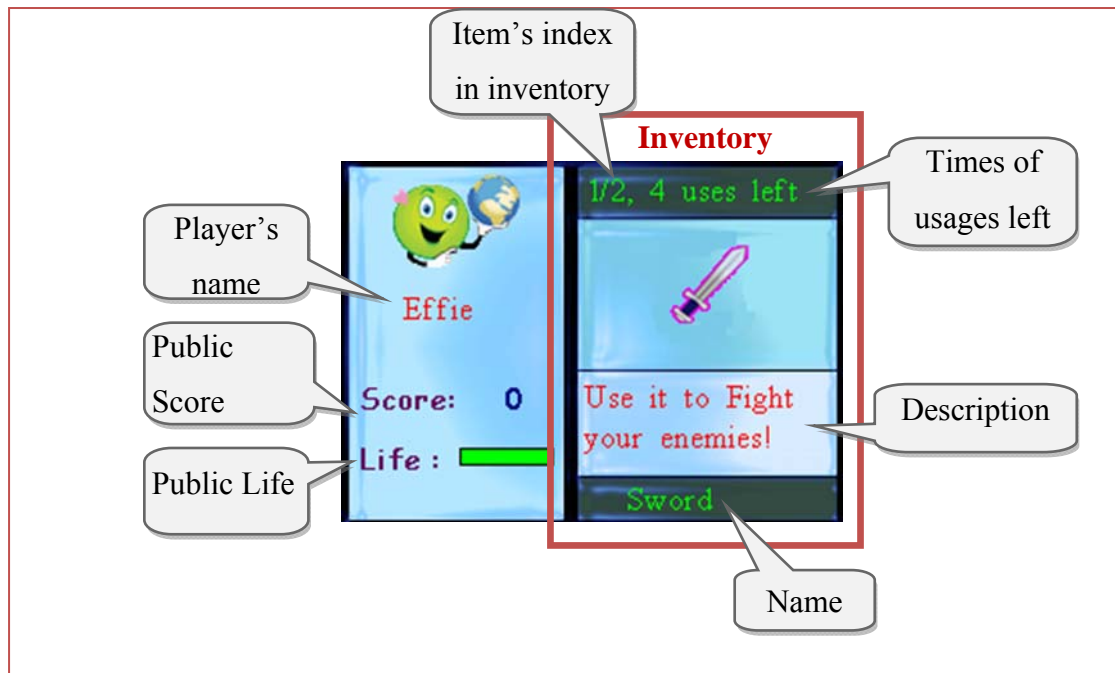 Item’s index
in inventory
Inventory
Times of
usages left
1/2, 4 uses left
Player’s
name
Effie
Public
Score
Score: 0
Use it to Fight
your enemies!
Description
Public Life
Life :
Sword
Name